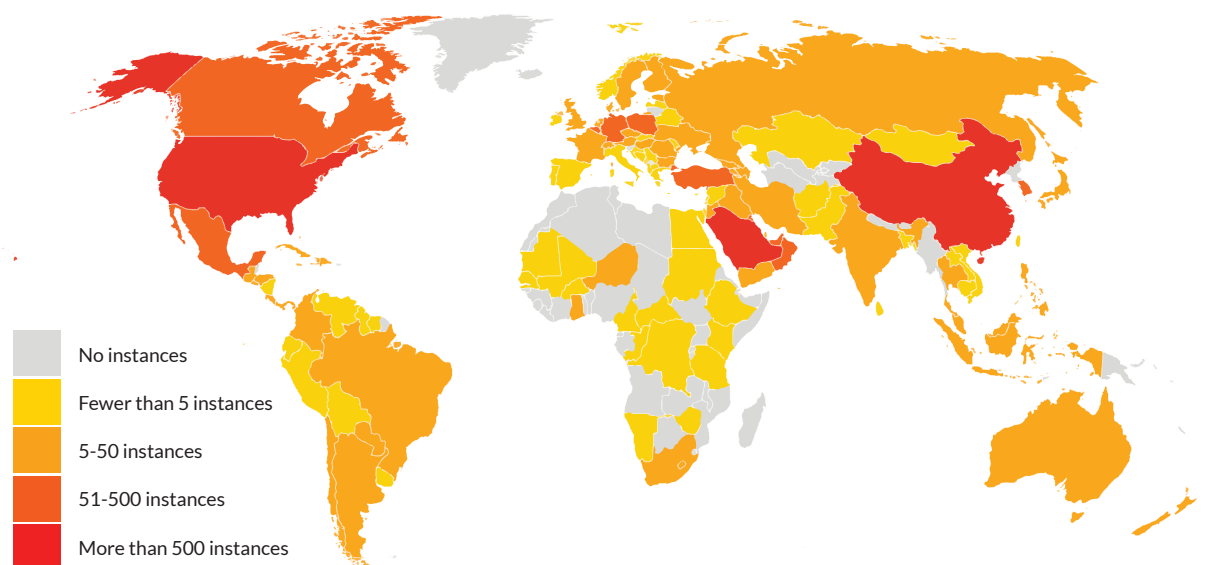 No instances
Fewer than 5 instances
5-50 instances
51-500 instances
More than 500 instances